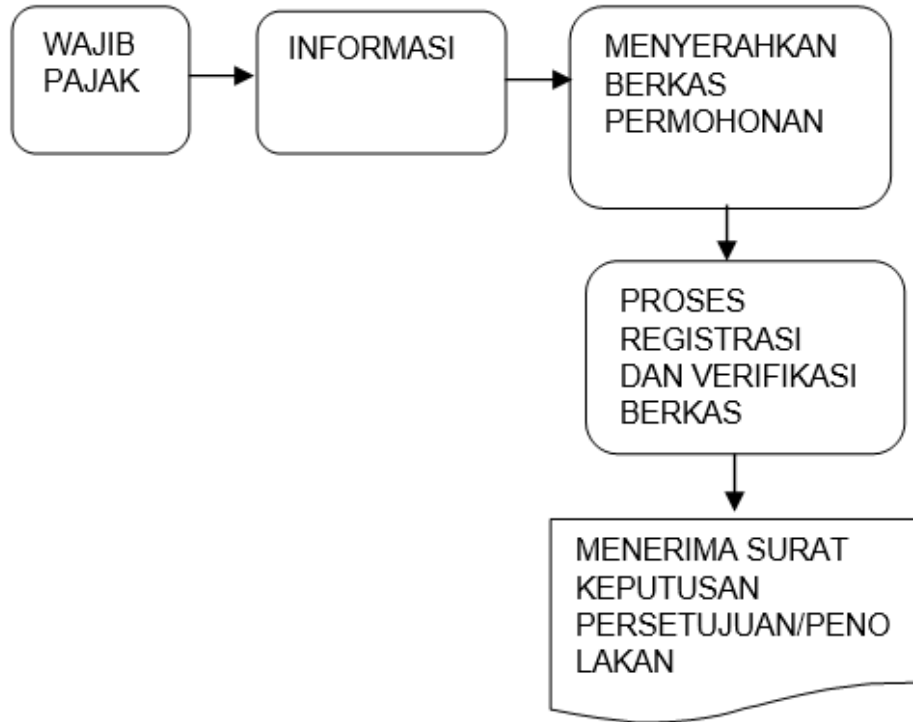 WAJIB
PAJAK
INFORMASI
MENYERAHKAN
BERKAS
PERMOHONAN
PROSES
REGISTRASI
DAN VERIFIKASI
BERKAS
MENERIMA SURAT
KEPUTUSAN
PERSETUJUAN/PENO
LAKAN